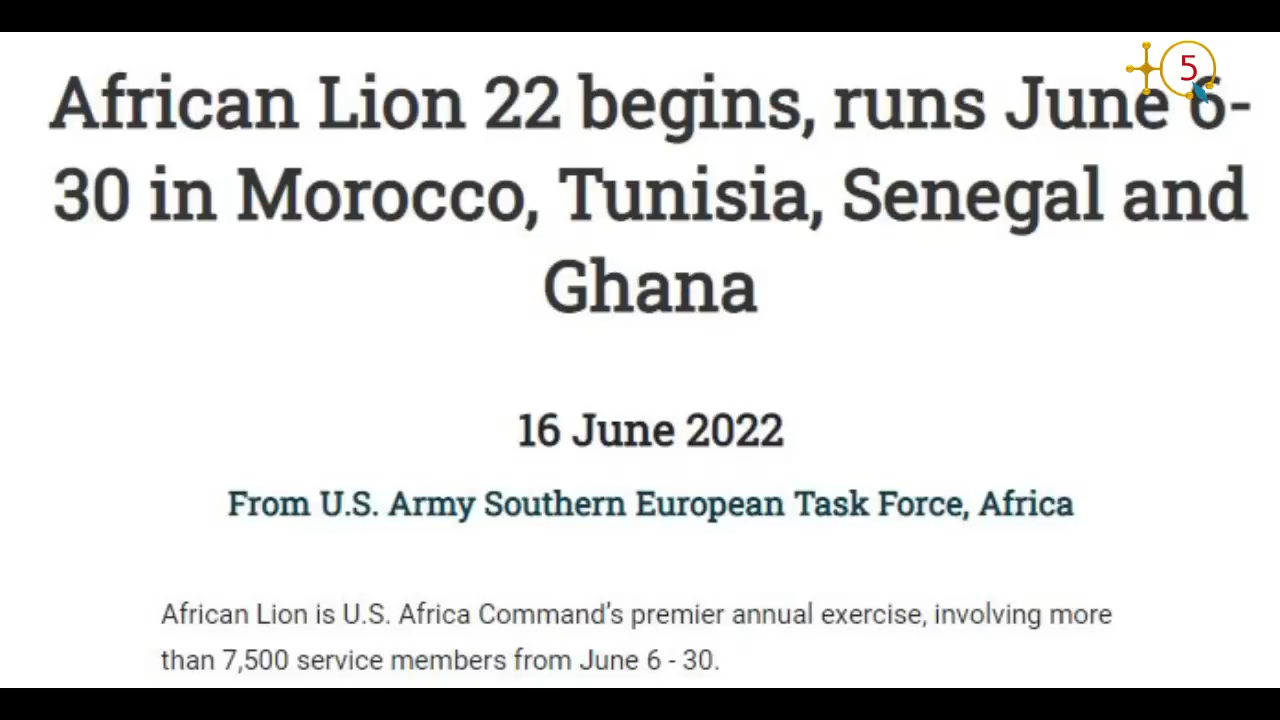 5
African Lion 22 begins, runs June 6-
30 in Morocco, Tunisia, Senegal and
Ghana
16 June 2022
From U.S. Army Southern European Task Force, Africa
African Lion is U.S. Africa Command's premier annual exercise, involving more
than 7,500 service members from June 6 - 30.